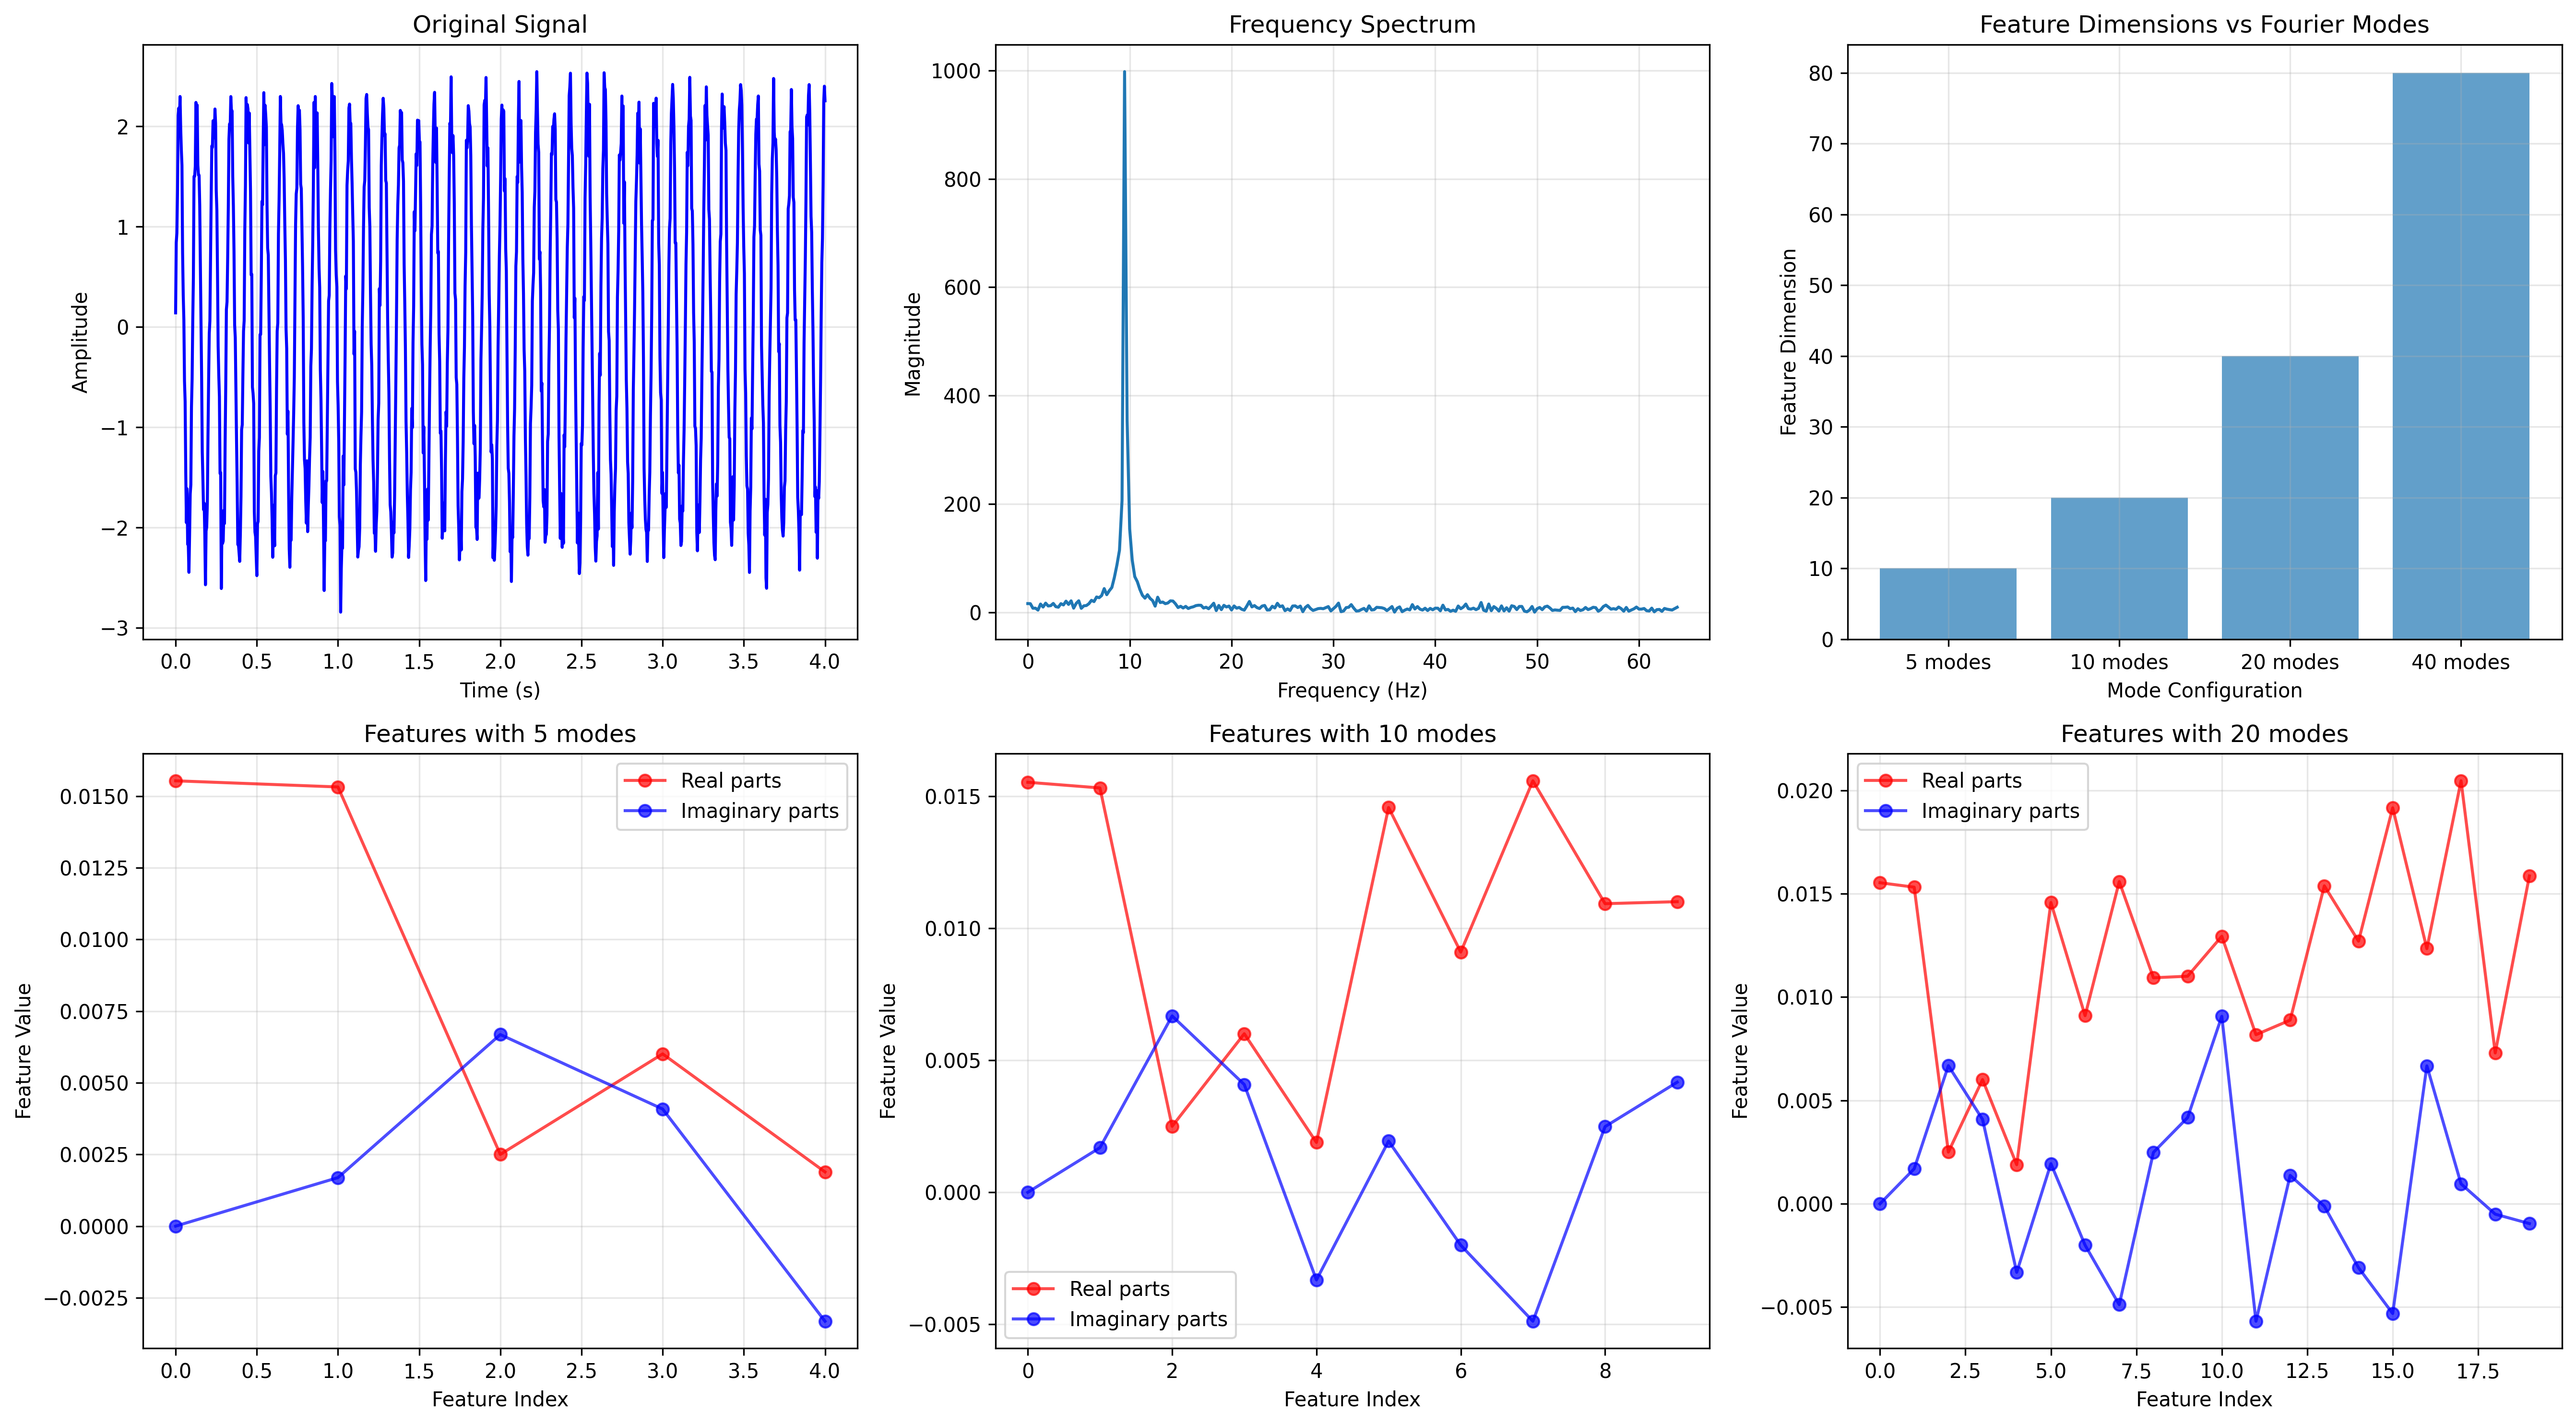 Original Signal
Amplitude
2
1
0
−1
−2
−3
0.0 0.5 1.0 1.5 2.0 2.5 3.0 3.5 4.0
Time (s)
Frequency Spectrum
Magnitude
1000
800
600
400
200
0
0 10 20 30 40 50 60
Frequency (Hz)
Feature Dimensions vs Fourier Modes
Feature Dimension
80
70
60
50
40
30
20
10
0
5 modes 10 modes 20 modes 40 modes
Mode Configuration
Features with 5 modes
Feature Value
0.0150
0.0125
0.0100
0.0075
0.0050
0.0025
0.0000
−0.0025
Real parts
Imaginary parts
0.0 0.5 1.0 1.5 2.0 2.5 3.0 3.5 4.0
Feature Index
Features with 10 modes
Feature Value
0.015
0.010
0.005
0.000
−0.005
Real parts
Imaginary parts
0 2 4 6 8
Feature Index
Features with 20 modes
Feature Value
0.020
0.015
0.010
0.005
0.000
−0.005
Real parts
Imaginary parts
0.0 2.5 5.0 7.5 10.0 12.5 15.0 17.5
Feature Index